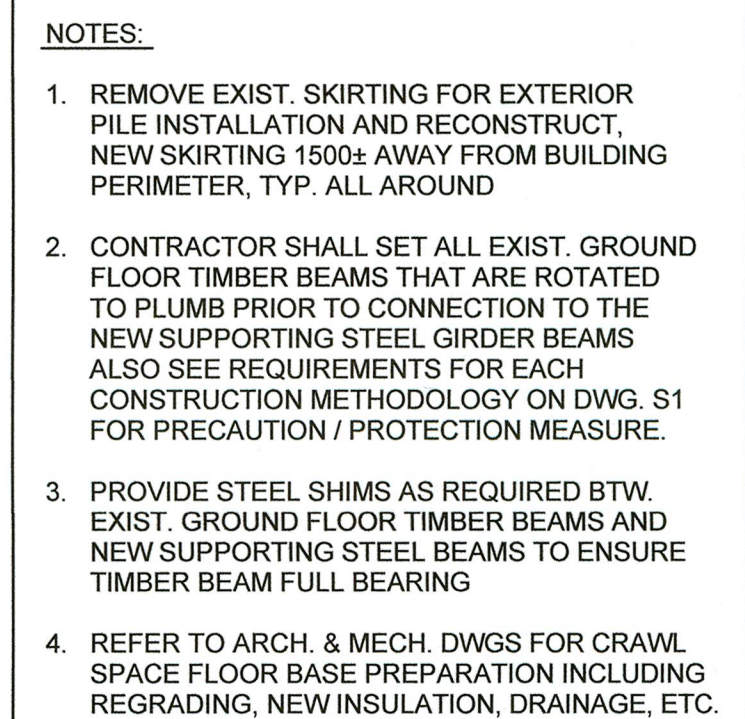 NOTES:
1. REMOVE EXIST. SKIRTING FOR EXTERIOR
PILE INSTALLATION AND RECONSTRUCT,
NEW SKIRTING 1500± AWAY FROM BUILDING
PERIMETER, TYP. ALL AROUND
2. CONTRACTOR SHALL SET ALL EXIST. GROUND
FLOOR TIMBER BEAMS THAT ARE ROTATED
TO PLUMB PRIOR TO CONNECTION TO THE
NEW SUPPORTING STEEL GIRDER BEAMS
ALSO SEE REQUIREMENTS FOR EACH
CONSTRUCTION METHODOLOGY ON DWG. S1
FOR PRECAUTION / PROTECTION MEASURE.
3. PROVIDE STEEL SHIMS AS REQUIRED BTW.
EXIST. GROUND FLOOR TIMBER BEAMS AND
NEW SUPPORTING STEEL BEAMS TO ENSURE
TIMBER BEAM FULL BEARING
4. REFER TO ARCH. & MECH. DWGS FOR CRAWL
SPACE FLOOR BASE PREPARATION INCLUDING
REGRADING, NEW INSULATION, DRAINAGE, ETC.